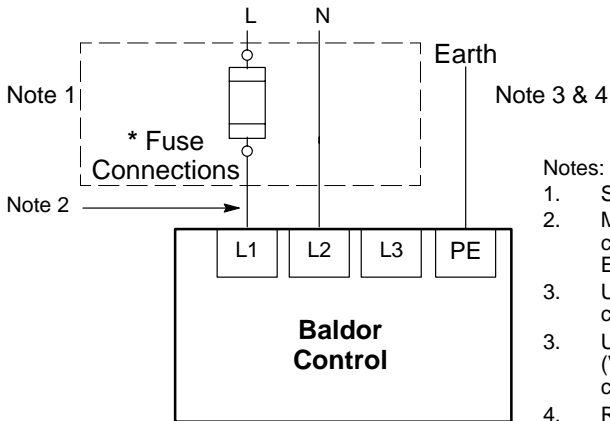 L N
Earth
Note 1
Note 3 & 4
* Fuse
Connections
Note 2
L1 L2 L3 PE
Baldor
Control
Notes:
1.
2.
3.
3.
4.